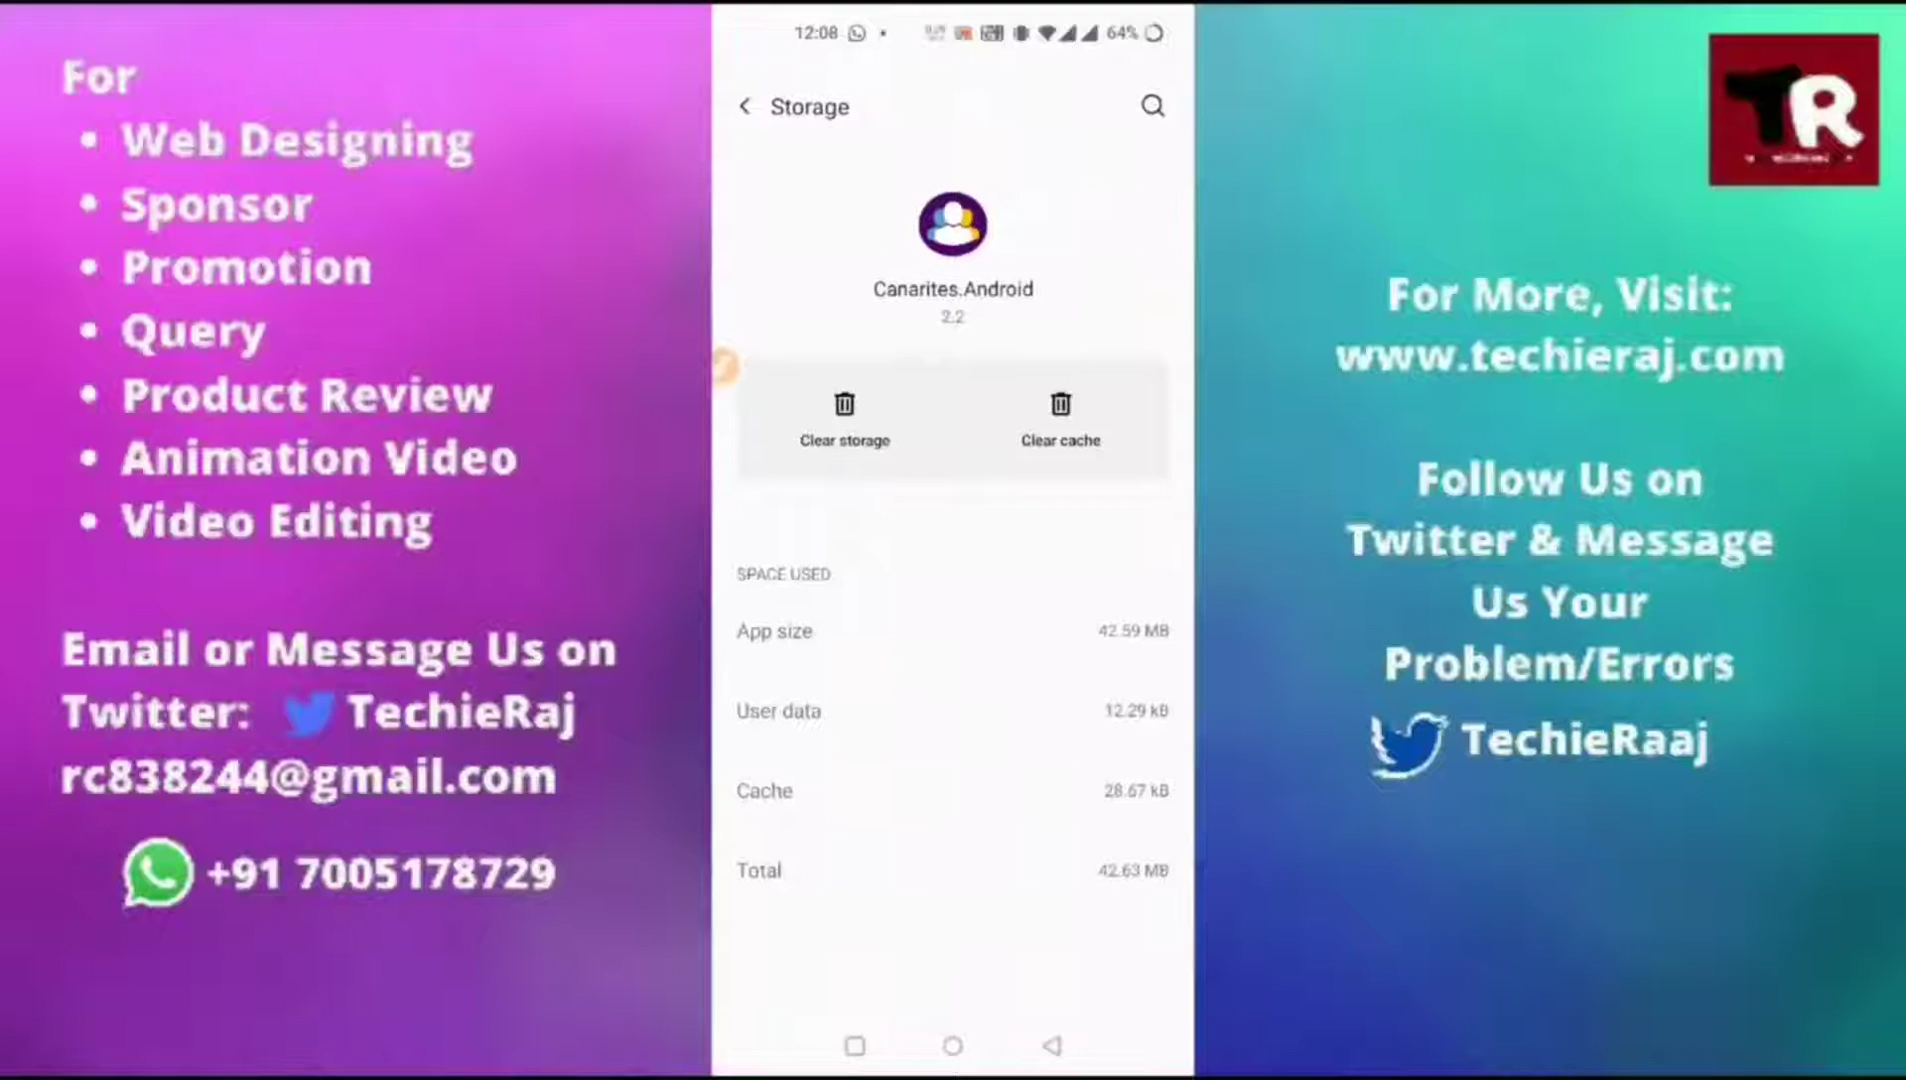 For
• Web Designing
• Sponsor
• Promotion
• Query
• Product Review
• Animation Video
• Video Editing
Email or Message Us on
Twitter: TechieRaj
rc838244@gmail.com
+91 7005178729
12:08
64%
Storage
Canarites.Android
2.2
Clear storage
Clear cache
SPACE USED
App size 42.59 MB
User data 12.29 kB
Cache 28.67 kB
Total 42.63 MB
TR
For More, Visit:
www.techieraj.com
Follow Us on
Twitter & Message
Us Your
Problem/Errors
TechieRaaj